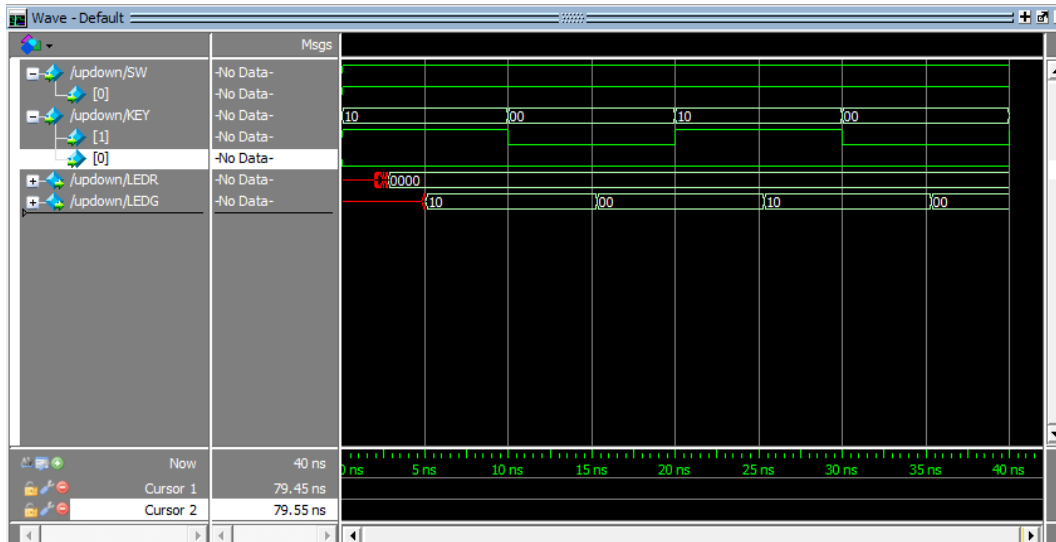 Wave - Default
Msgs
/updown/SW -No Data-
[0] -No Data-
/updown/KEY -No Data- 10 00 10 00
[1] -No Data-
[0] -No Data-
/updown/LEDR -No Data- 0000
/updown/LEDG -No Data- 10 00 10 00
Now 40 ns 0 ns 5 ns 10 ns 15 ns 20 ns 25 ns 30 ns 35 ns 40 ns
Cursor 1 79.45 ns
Cursor 2 79.55 ns